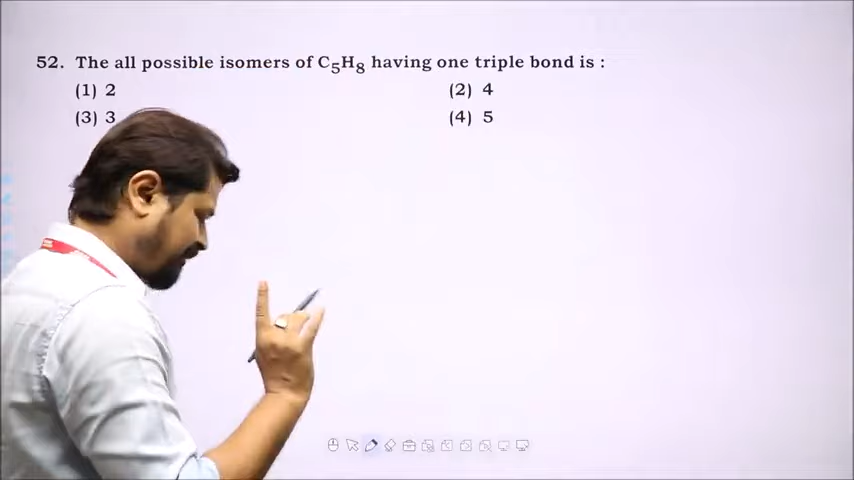 52. The all possible isomers of C₅H₈ having one triple bond is :
(1) 2 (2) 4
(3) 3 (4) 5